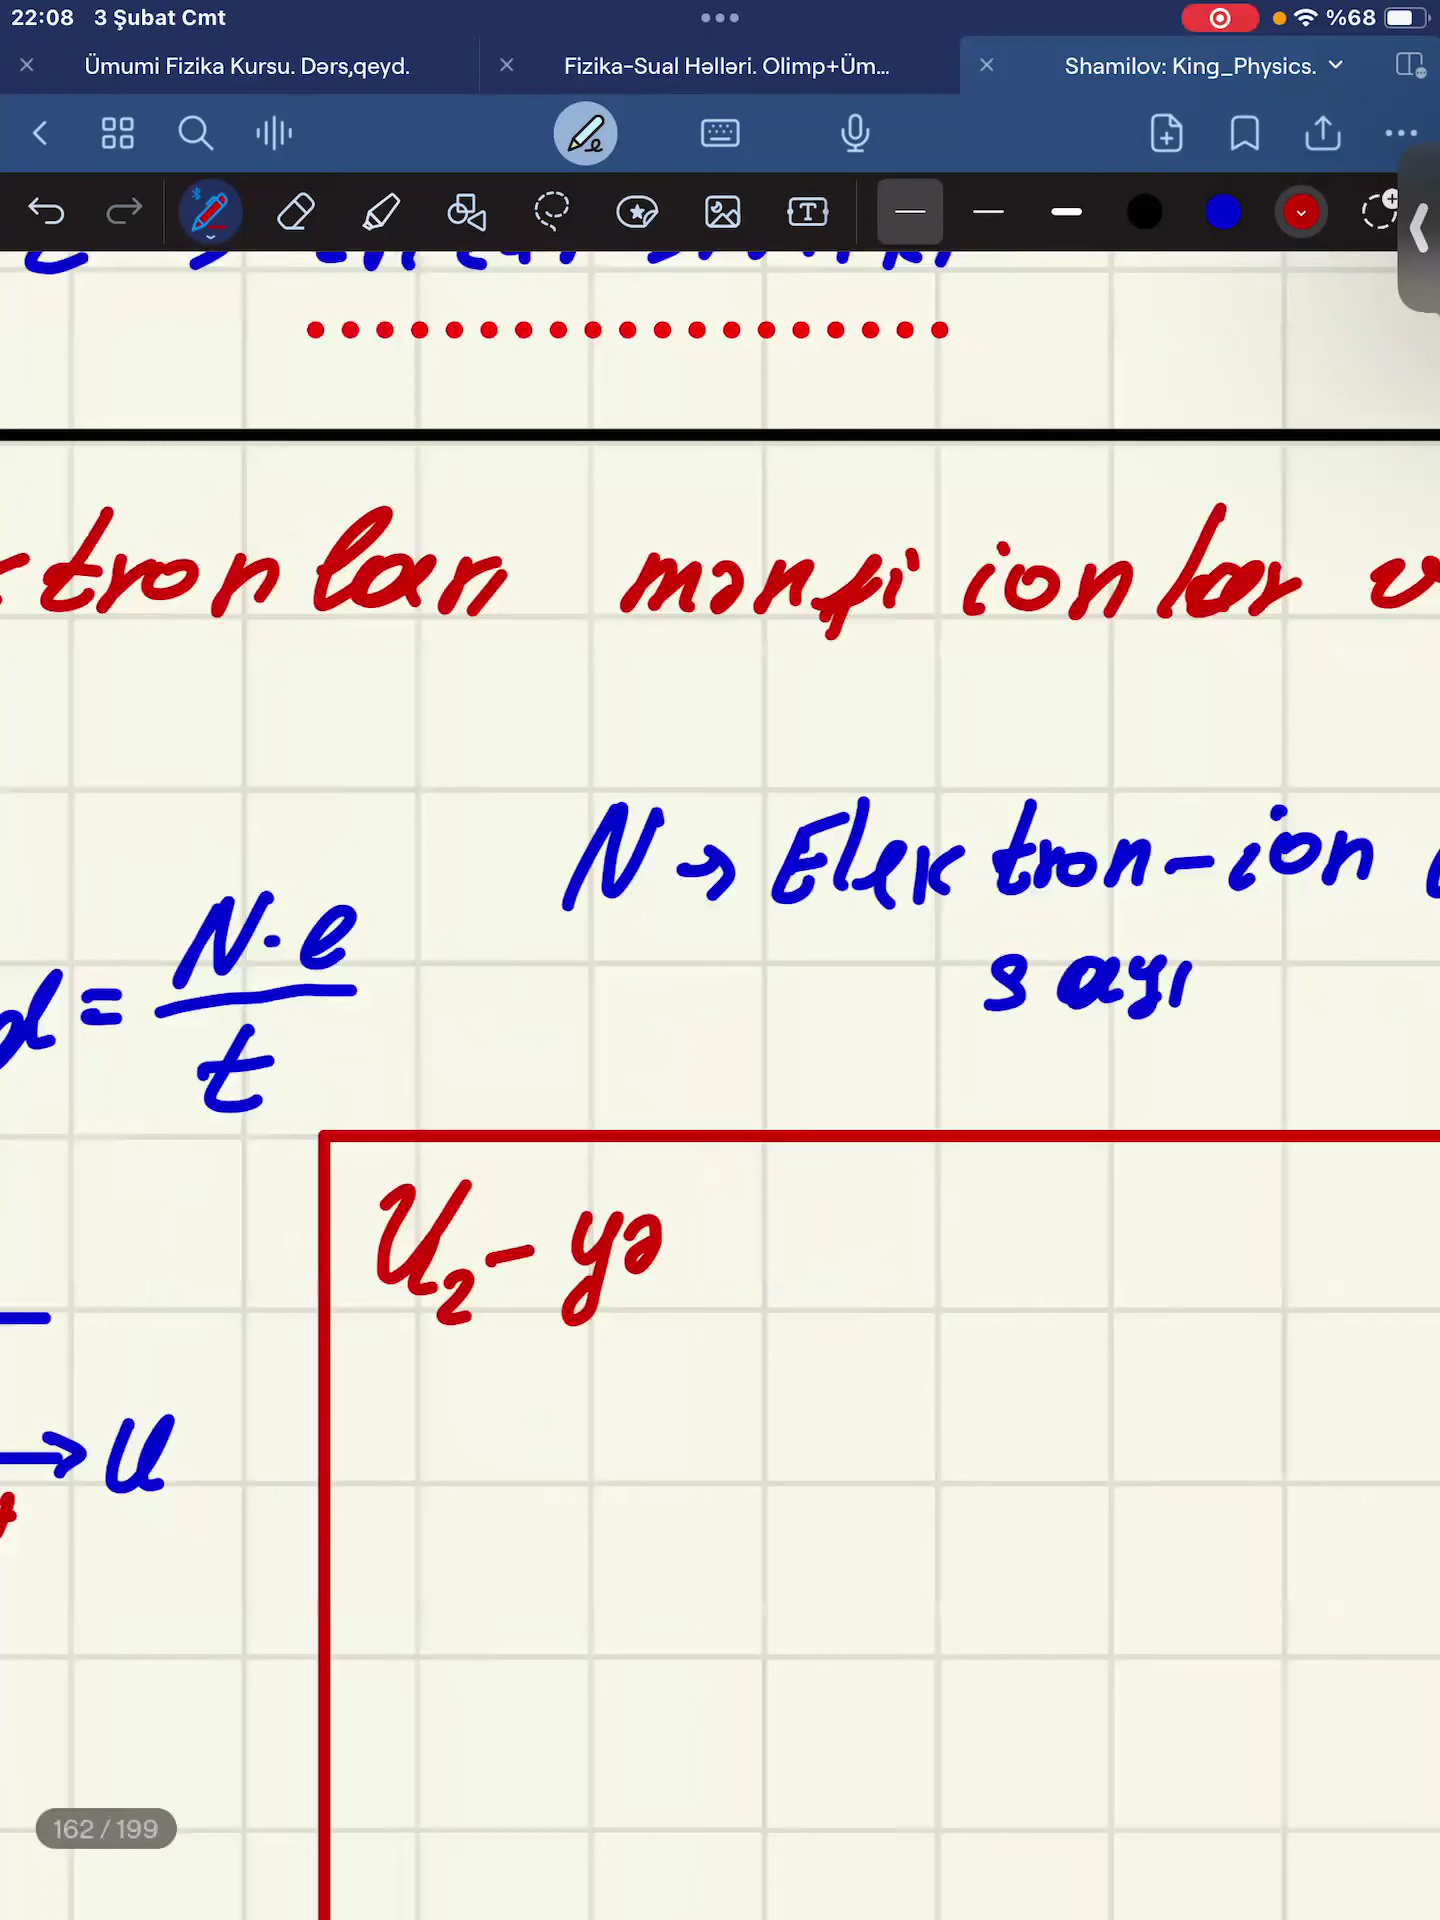 22:08 3 Şubat Cmt %68
Ümumi Fizika Kursu. Dərs,qeyd. Fizika-Sual Həlləri. Olimp+Üm... Shamilov: King_Physics.
tronları mənfi ionlar v
N → Elektron-ion
sayı
= N·e
t
U₂ - yə
→ U
162 / 199